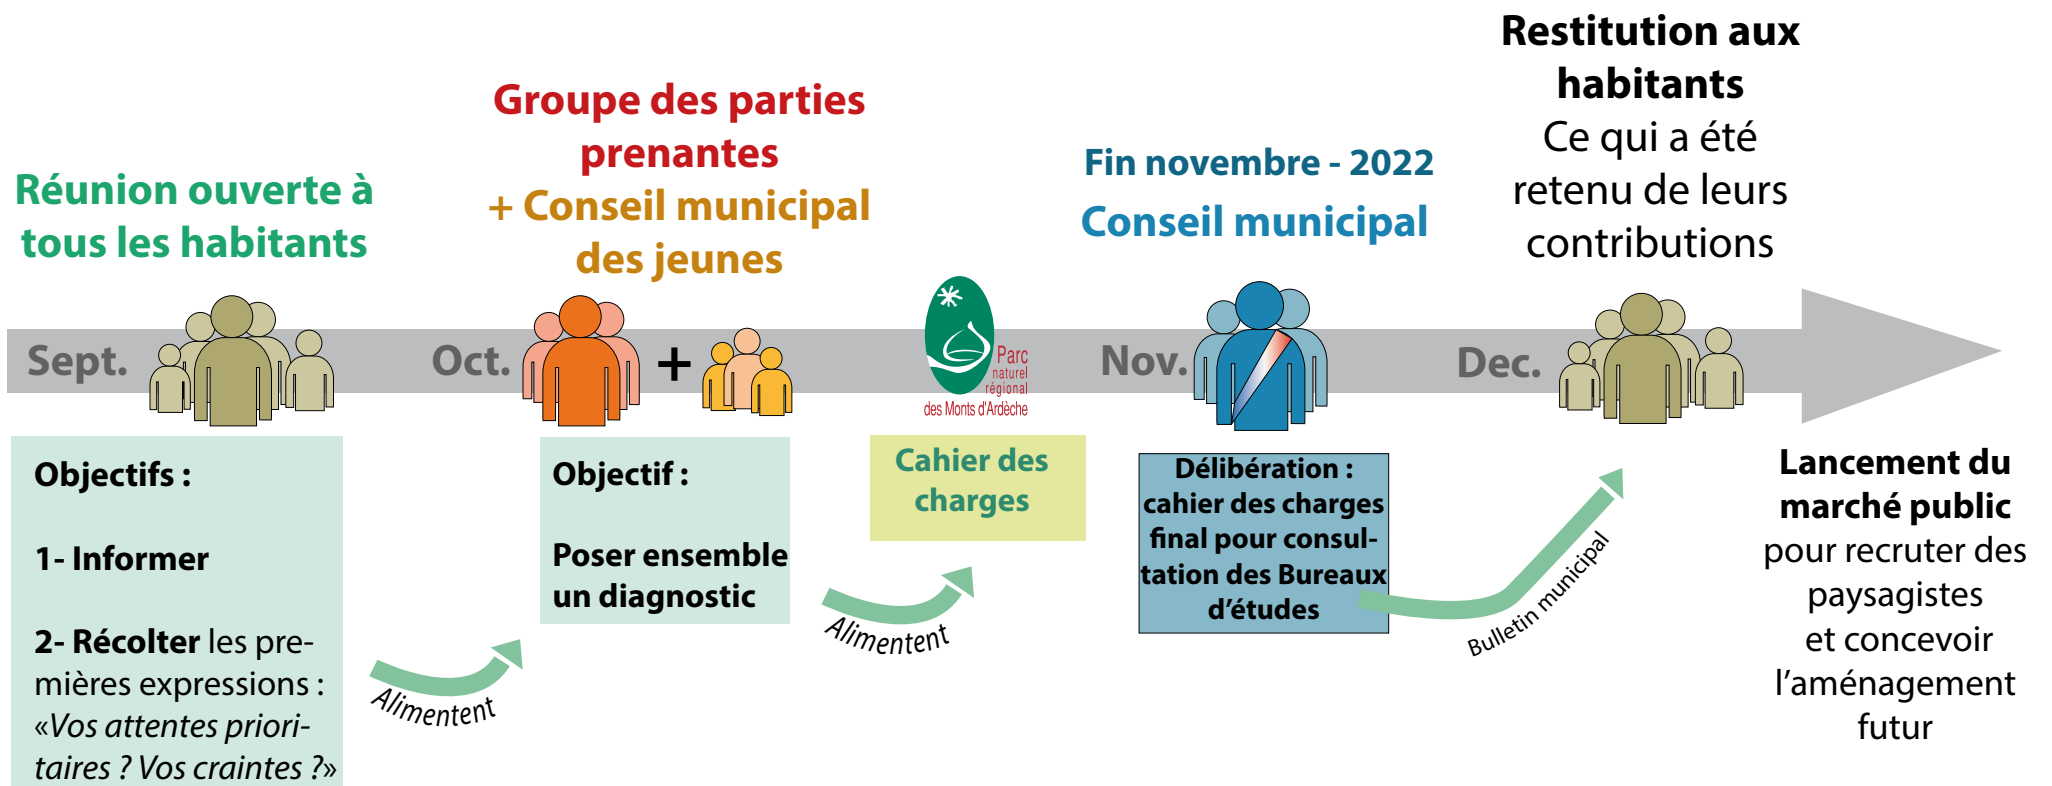 Réunion ouverte à
tous les habitants
Sept.
Objectifs :
1- Informer
2- Récolter les pre-
mières expressions :
«Vos attentes priori-
taires ? Vos craintes ?»
Alimentent
Groupe des parties
prenantes
+ Conseil municipal
des jeunes
Oct.
+
Objectif :
Poser ensemble
un diagnostic
Alimentent
Parc
naturel
régional
des Monts d'Ardèche
Cahier des
charges
Fin novembre - 2022
Conseil municipal
Nov.
Délibération :
cahier des charges
final pour consul-
tation des Bureaux
d'études
Bulletin municipal
Restitution aux
habitants
Ce qui a été
retenu de leurs
contributions
Dec.
Lancement du
marché public
pour recruter des
paysagistes
et concevoir
l'aménagement
futur